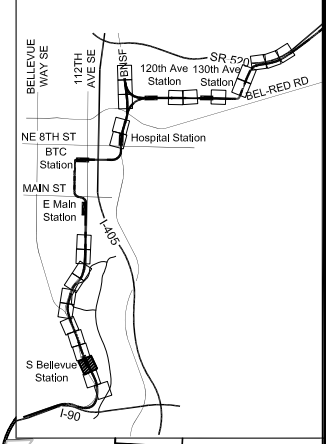 BELLEVUE
WAY SE
112TH
AVE SE
BNSF
120th Ave
Station
130th Ave
Station
SR 520
BEL-RED RD
NE 8TH ST
Hospital Station
BTC
Station
MAIN ST
E Main
Station
I-405
S Bellevue
Station
I-90